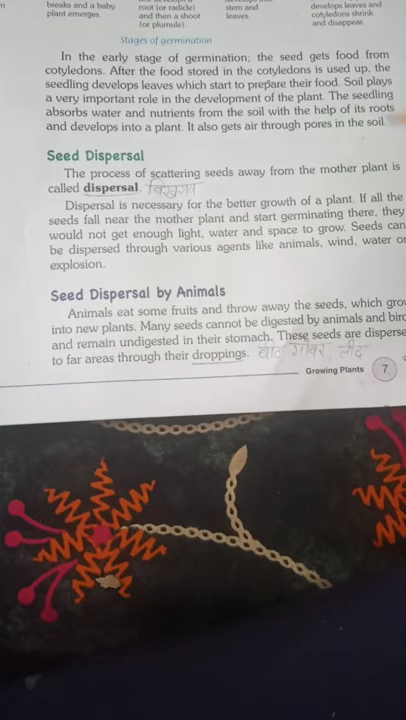 breaks and a baby
plant emerges.
root (or radicle)
and then a shoot
(or plumule).
stem and
leaves.
develops leaves and
cotyledons shrink
and disappear.
Stages of germination
In the early stage of germination; the seed gets food from
cotyledons. After the food stored in the cotyledons is used up, the
seedling develops leaves which start to prepare their food. Soil plays
a very important role in the development of the plant. The seedling
absorbs water and nutrients from the soil with the help of its roots
and develops into a plant. It also gets air through pores in the soil.
Seed Dispersal
The process of scattering seeds away from the mother plant is
called dispersal.
Dispersal is necessary for the better growth of a plant. If all the
seeds fall near the mother plant and start germinating there, they
would not get enough light, water and space to grow. Seeds can
be dispersed through various agents like animals, wind, water or
explosion.
Seed Dispersal by Animals
Animals eat some fruits and throw away the seeds, which
into new plants. Many seeds cannot be digested by animals and
and remain undigested in their stomach. These seeds are
to far areas through their droppings. गोबर, लीद
Growing Plants 7